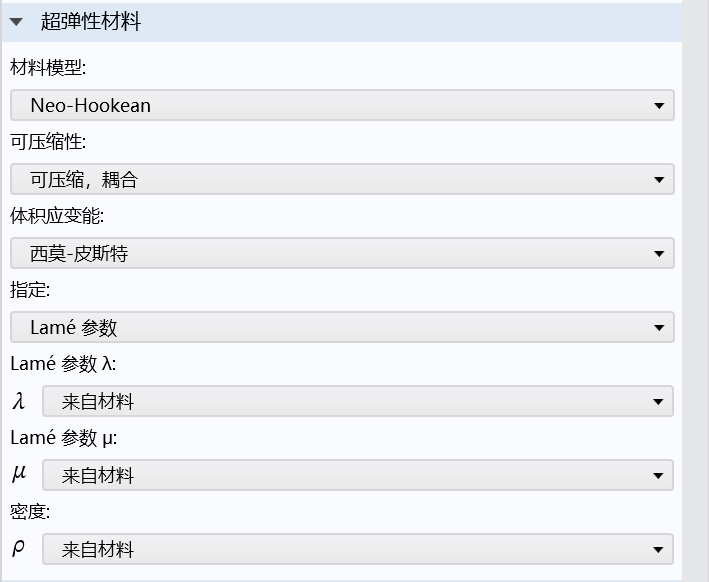 超弹性材料
材料模型:
Neo-Hookean
可压缩性:
可压缩，耦合
体积应变能:
西莫-皮斯特
指定:
Lamé 参数
Lamé 参数 λ:
λ 来自材料
Lamé 参数 μ:
μ 来自材料
密度:
ρ 来自材料